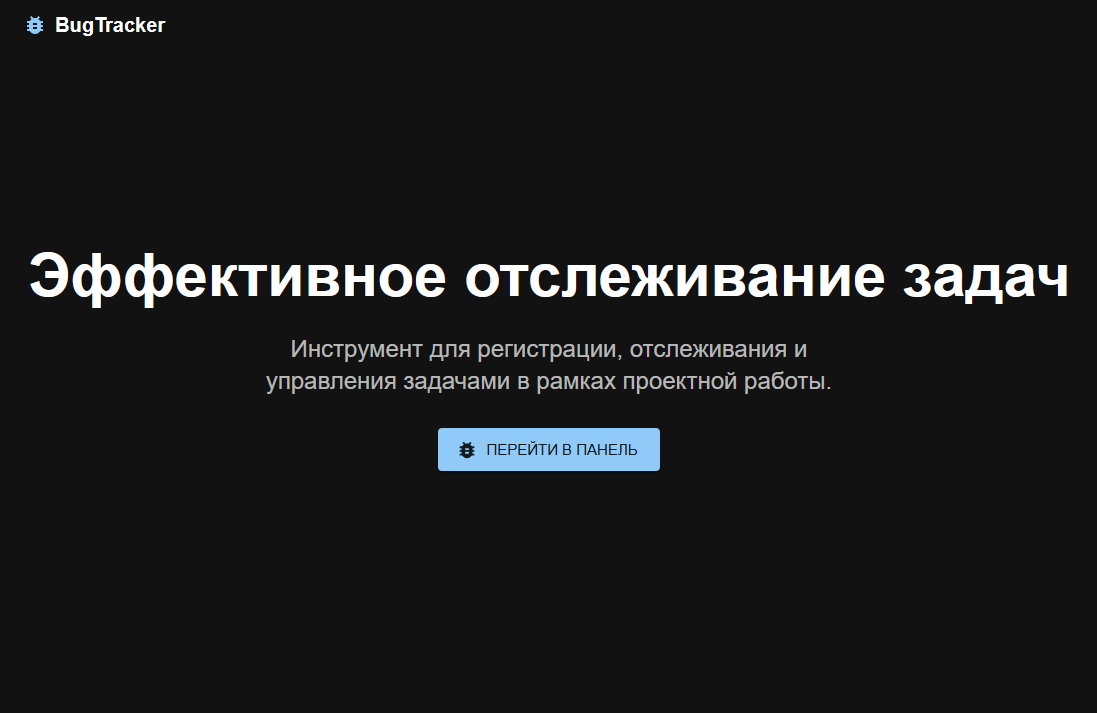 BugTracker
Эффективное отслеживание задач
Инструмент для регистрации, отслеживания и
управления задачами в рамках проектной работы.
ПЕРЕЙТИ В ПАНЕЛЬ